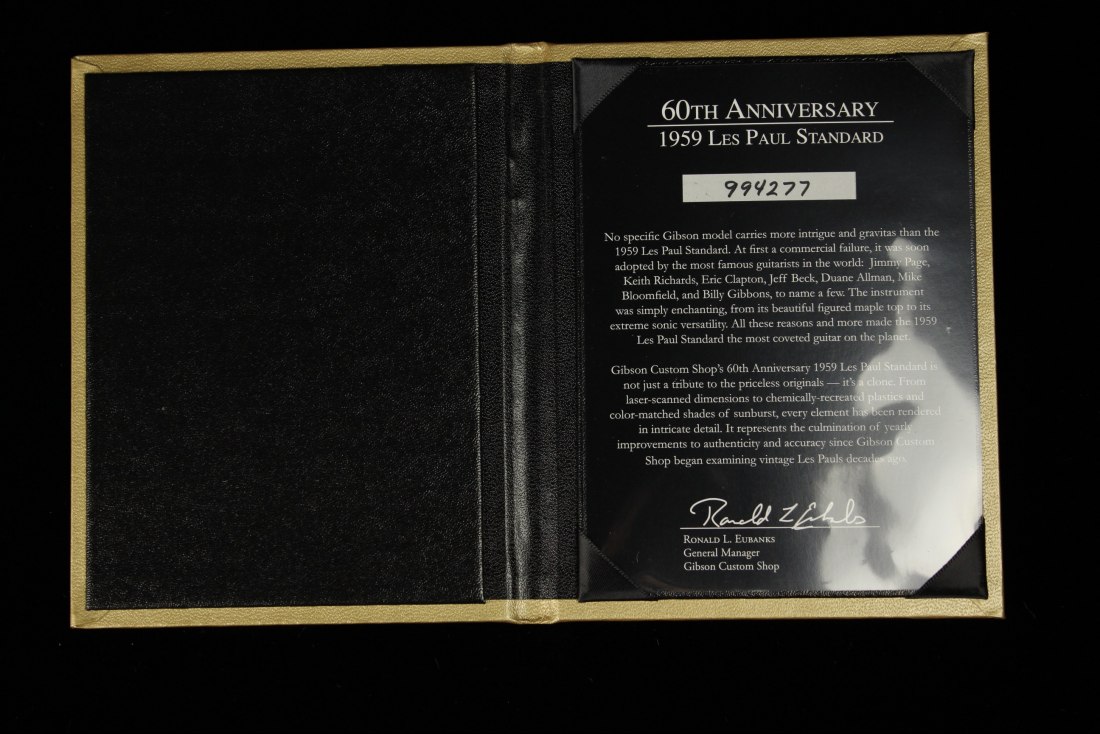 60TH ANNIVERSARY
1959 LES PAUL STANDARD
994277
No specific Gibson model carries more intrigue and gravitas than the
1959 Les Paul Standard. At first a commercial failure, it was soon
adopted by the most famous guitarists in the world: Jimmy Page,
Keith Richards, Eric Clapton, Jeff Beck, Duane Allman, Mike
Bloomfield, and Billy Gibbons, to name a few. The instrument
was simply enchanting, from its beautiful figured maple top to its
extreme sonic versatility. All these reasons and more made the 1959
Les Paul Standard the most coveted guitar on the planet.
Gibson Custom Shop's 60th Anniversary 1959 Les Paul Standard is
not just a tribute to the priceless originals — it's a clone. From
laser-scanned dimensions to chemically-recreated plastics and
color-matched shades of sunburst, every element has been rendered
in intricate detail. It represents the culmination of yearly
improvements to authenticity and accuracy since Gibson Custom
Shop began examining vintage Les Pauls decades ago.
Ronald L Eubanks
RONALD L. EUBANKS
General Manager
Gibson Custom Shop